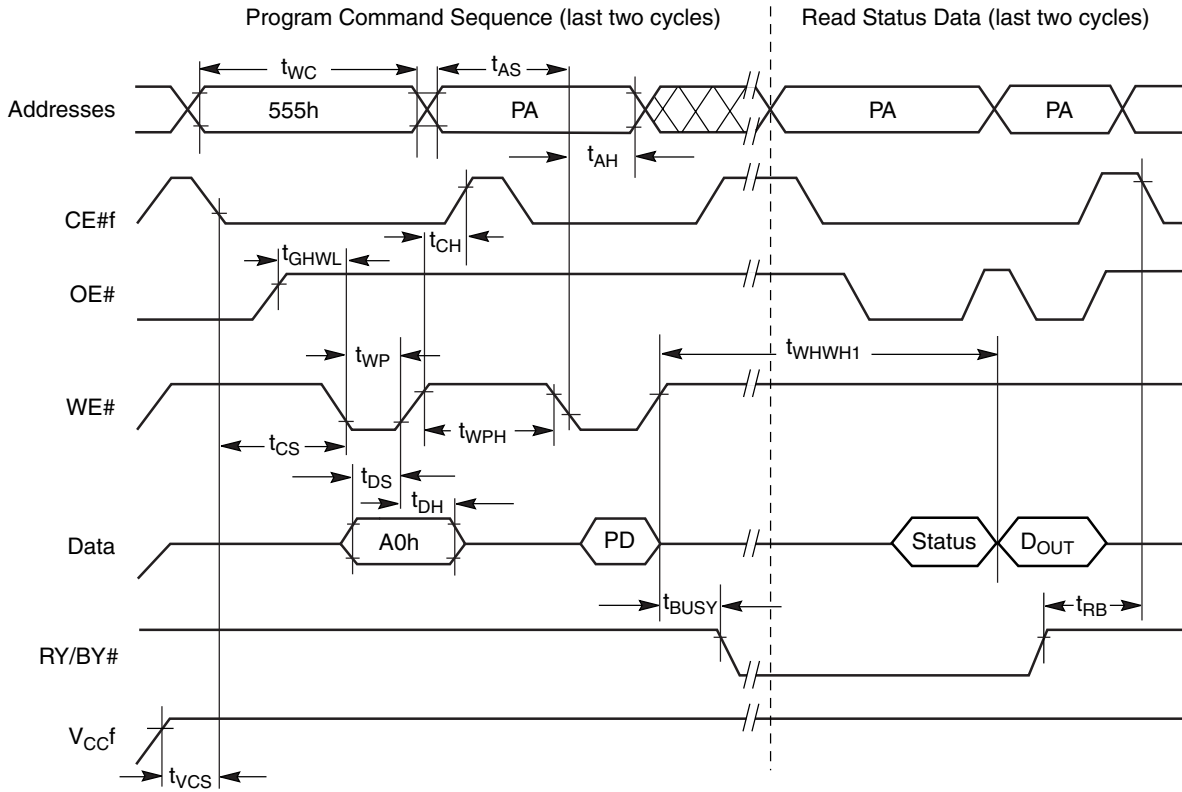 Program Command Sequence (last two cycles) Read Status Data (last two cycles)
tWC tAS
Addresses 555h PA PA PA
tAH
CE#f
tCH
tGHWL
OE#
tWP tWHWH1
WE#
tCS tWPH
tDS
tDH
Data A0h PD Status DOUT
tBUSY tRB
RY/BY#
VCCf
tVCS